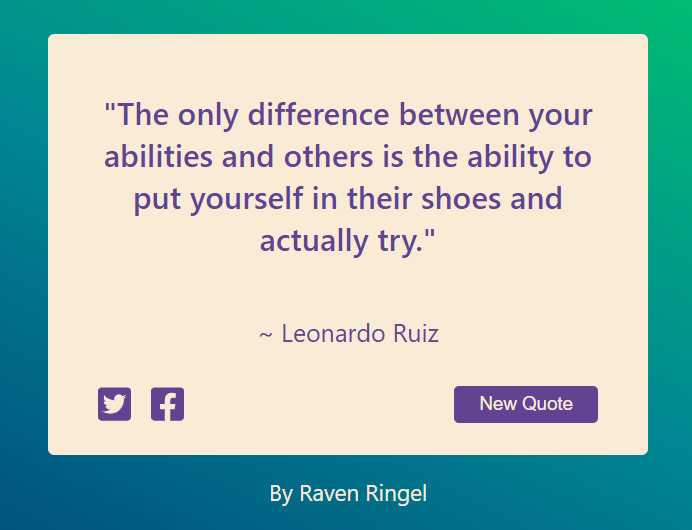 "The only difference between your
abilities and others is the ability to
put yourself in their shoes and
actually try."
~ Leonardo Ruiz
New Quote
By Raven Ringel